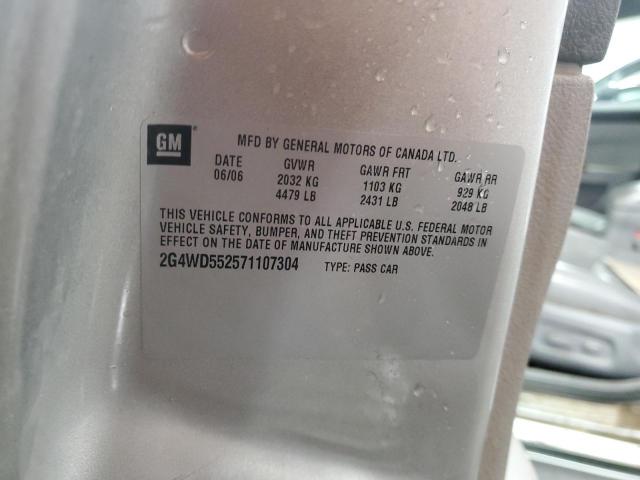 GM
MFD BY GENERAL MOTORS OF CANADA LTD.
DATE GVWR GAWR FRT GAWR RR
06/06 2032 KG 1103 KG 929 KG
4479 LB 2431 LB 2048 LB
THIS VEHICLE CONFORMS TO ALL APPLICABLE U.S. FEDERAL MOTOR
VEHICLE SAFETY, BUMPER, AND THEFT PREVENTION STANDARDS IN
EFFECT ON THE DATE OF MANUFACTURE SHOWN ABOVE.
2G4WD552571107304 TYPE: PASS CAR